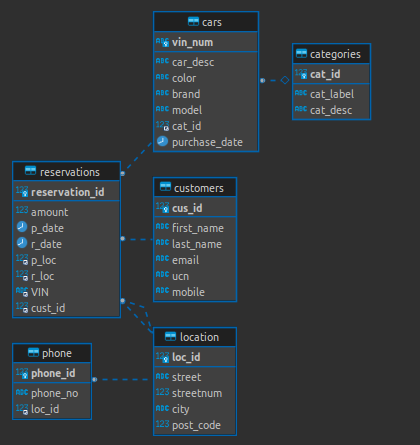 cars
vin_num
car_desc
color
brand
model
cat_id
purchase_date
categories
cat_id
cat_label
cat_desc
reservations
reservation_id
amount
p_date
r_date
p_loc
r_loc
VIN
cust_id
customers
cus_id
first_name
last_name
email
ucn
mobile
location
loc_id
street
streetnum
city
post_code
phone
phone_id
phone_no
loc_id